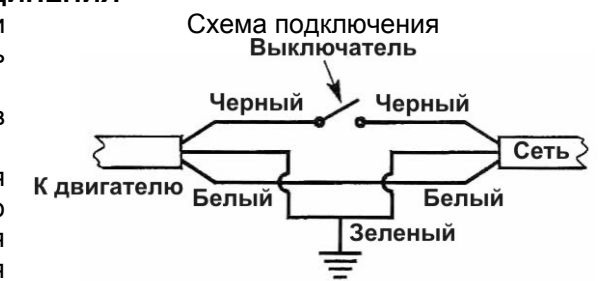 Схема подключения
Выключатель
Черный Черный
Сеть
К двигателю
Белый Белый
Зеленый
и
ь
в
я
о
я
я